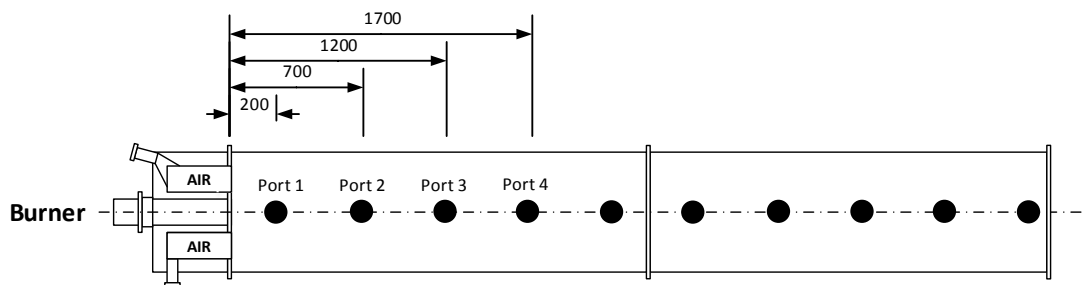 1700
1200
700
200
AIR
Port 1
Port 2
Port 3
Port 4
Burner
AIR